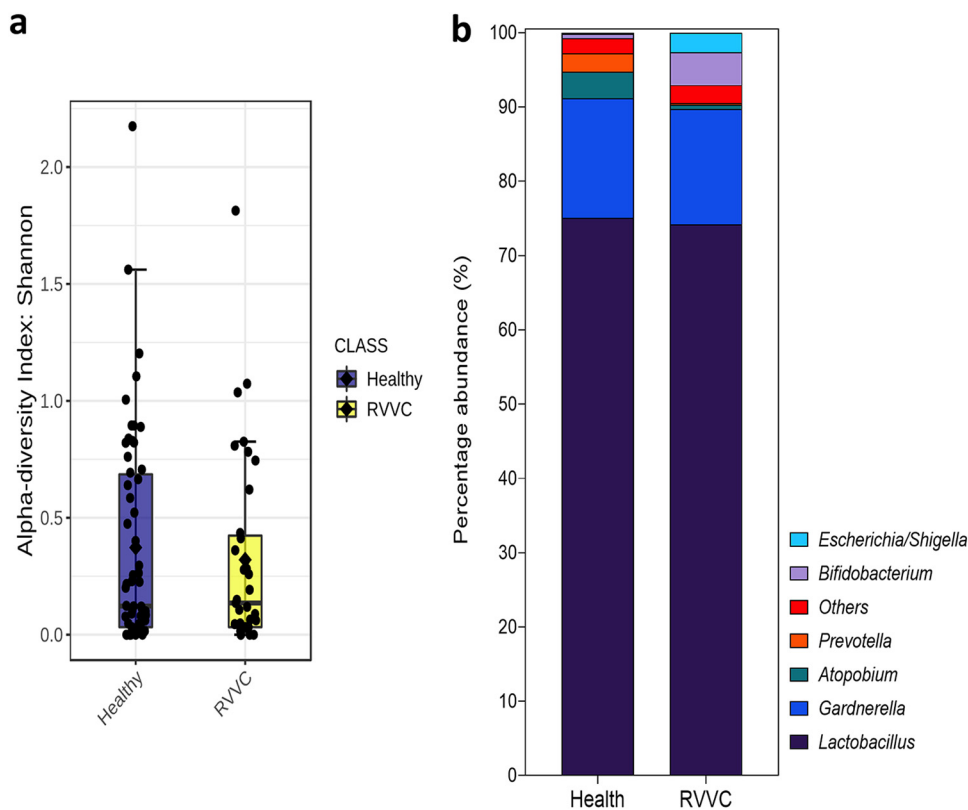 a
Alpha-diversity Index: Shannon
2.0
1.5
1.0
0.5
0.0
Healthy
RVVC
CLASS
Healthy
RVVC
b
Percentage abundance (%)
100
90
80
70
60
50
40
30
20
10
0
Health
RVVC
Escherichia/Shigella
Bifidobacterium
Others
Prevotella
Atopobium
Gardnerella
Lactobacillus